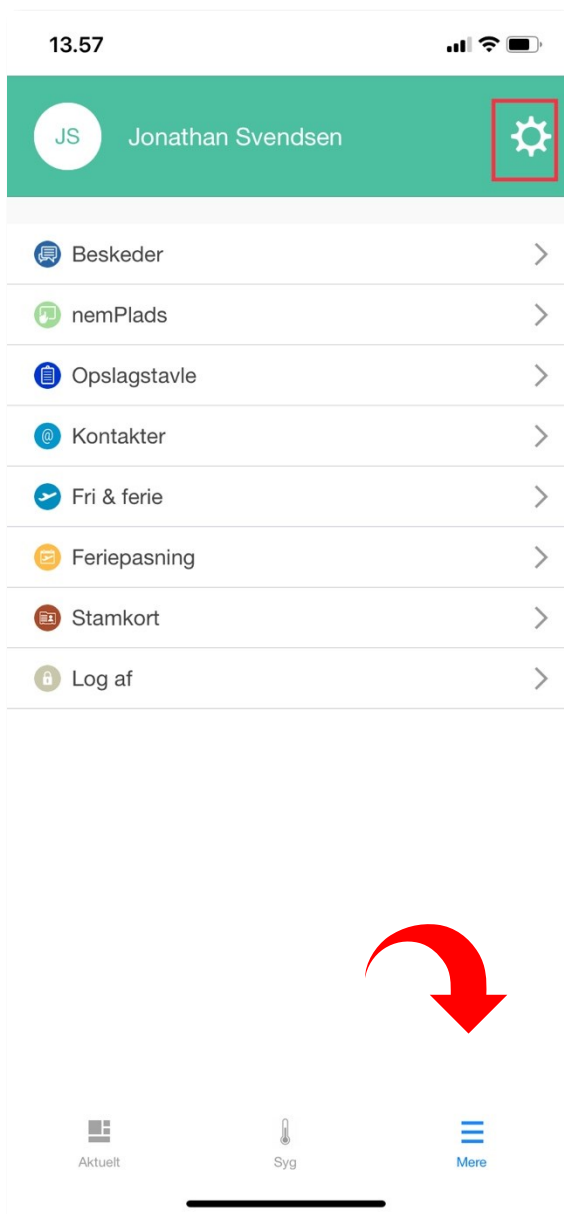 13.57
JS Jonathan Svendsen
Beskeder
nemPlads
Opslagstavle
Kontakter
Fri & ferie
Feriepasning
Stamkort
Log af
Aktuelt Syg Mere